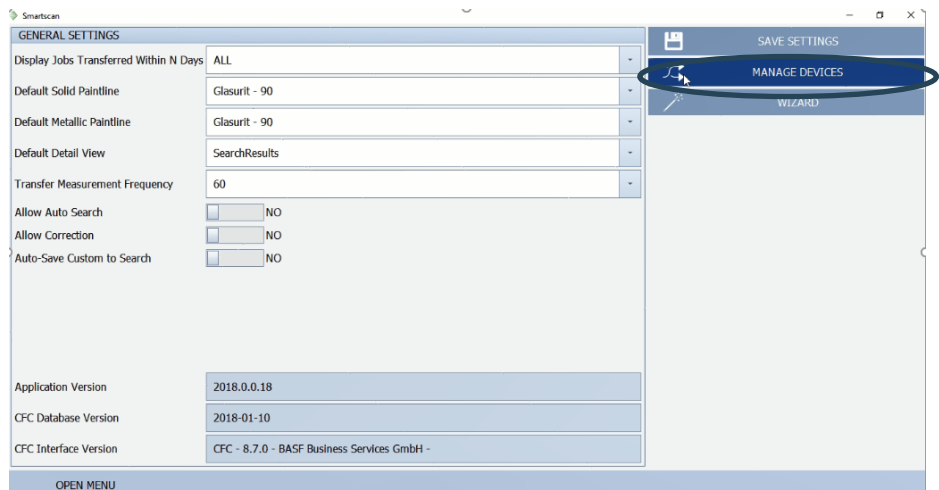 Smartscan
GENERAL SETTINGS
Display Jobs Transferred Within N Days ALL
Default Solid Paintline Glasurit - 90
Default Metallic Paintline Glasurit - 90
Default Detail View SearchResults
Transfer Measurement Frequency 60
Allow Auto Search NO
Allow Correction NO
Auto-Save Custom to Search NO
Application Version 2018.0.0.18
CFC Database Version 2018-01-10
CFC Interface Version CFC - 8.7.0 - BASF Business Services GmbH -
OPEN MENU
SAVE SETTINGS
MANAGE DEVICES
WIZARD